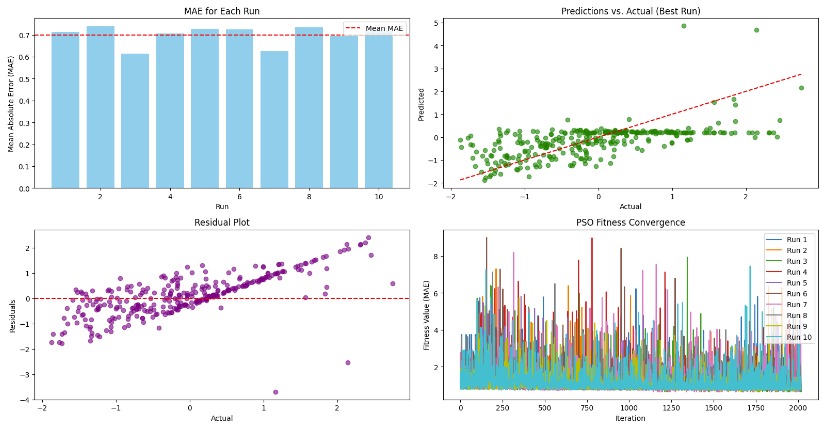 MAE for Each Run
Mean Absolute Error (MAE)
0.7
0.6
0.5
0.4
0.3
0.2
0.1
0.0
Mean MAE
2 4 6 8 10
Run
Predictions vs. Actual (Best Run)
Predicted
5
4
3
2
1
0
−1
−2
−2 −1 0 1 2
Actual
Residual Plot
Residuals
2
1
0
−1
−2
−3
−4
−2 −1 0 1 2
Actual
PSO Fitness Convergence
Fitness Value (MAE)
8
6
4
2
Run 1
Run 2
Run 3
Run 4
Run 5
Run 6
Run 7
Run 8
Run 9
Run 10
0 250 500 750 1000 1250 1500 1750 2000
Iteration